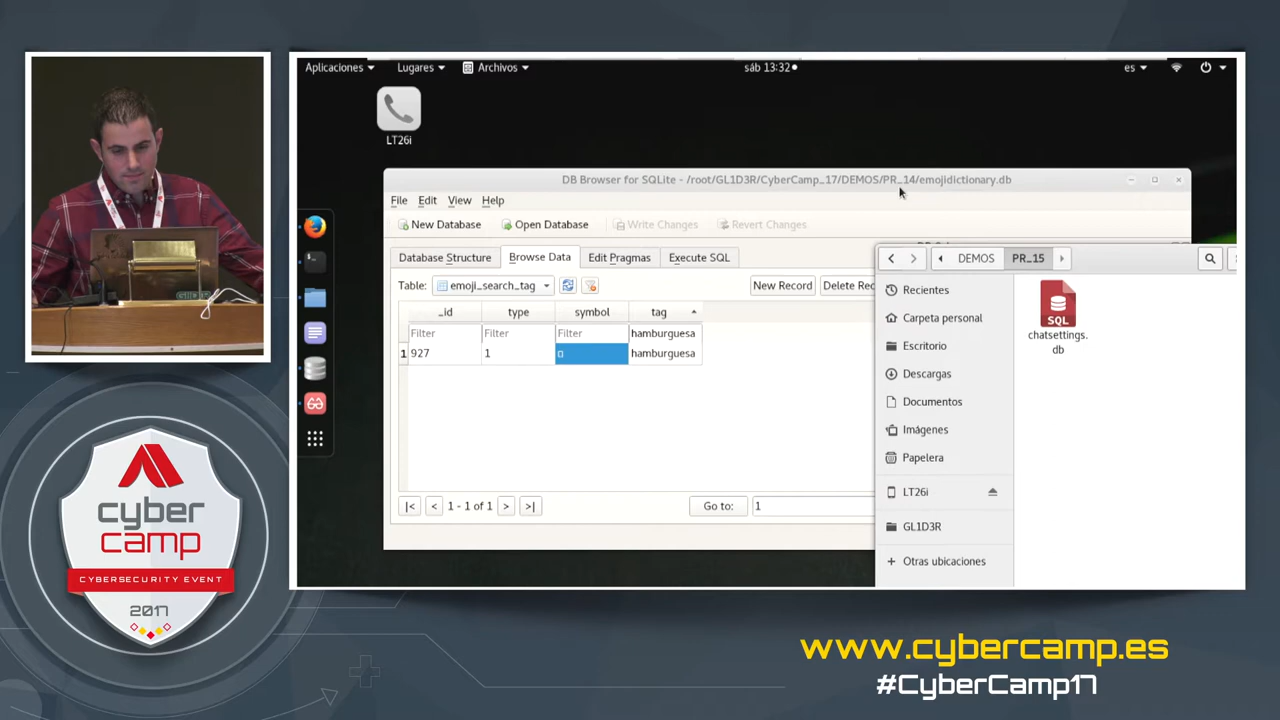 Aplicaciones
Lugares
Archivos
sáb 13:32
es
LT26i
DB Browser for SQLite - /root/GL1D3R/CyberCamp_17/DEMOS/PR_14/emojidictionary.db
File Edit View Help
New Database
Open Database
Write Changes
Revert Changes
Database Structure
Browse Data
Edit Pragmas
Execute SQL
Table:
emoji_search_tag
New Record
Delete Rec
_id type symbol tag
Filter Filter Filter hamburguesa
1 927 1 hamburguesa
|< < 1 - 1 of 1 > >|
Go to: 1
DEMOS PR_15
Recientes
Carpeta personal
Escritorio
Descargas
Documentos
Imágenes
Papelera
LT26i
GL1D3R
+ Otras ubicaciones
SQL
chatsettings.
db
cyber
camp
CYBERSECURITY EVENT
2017
www.cybercamp.es
#CyberCamp17